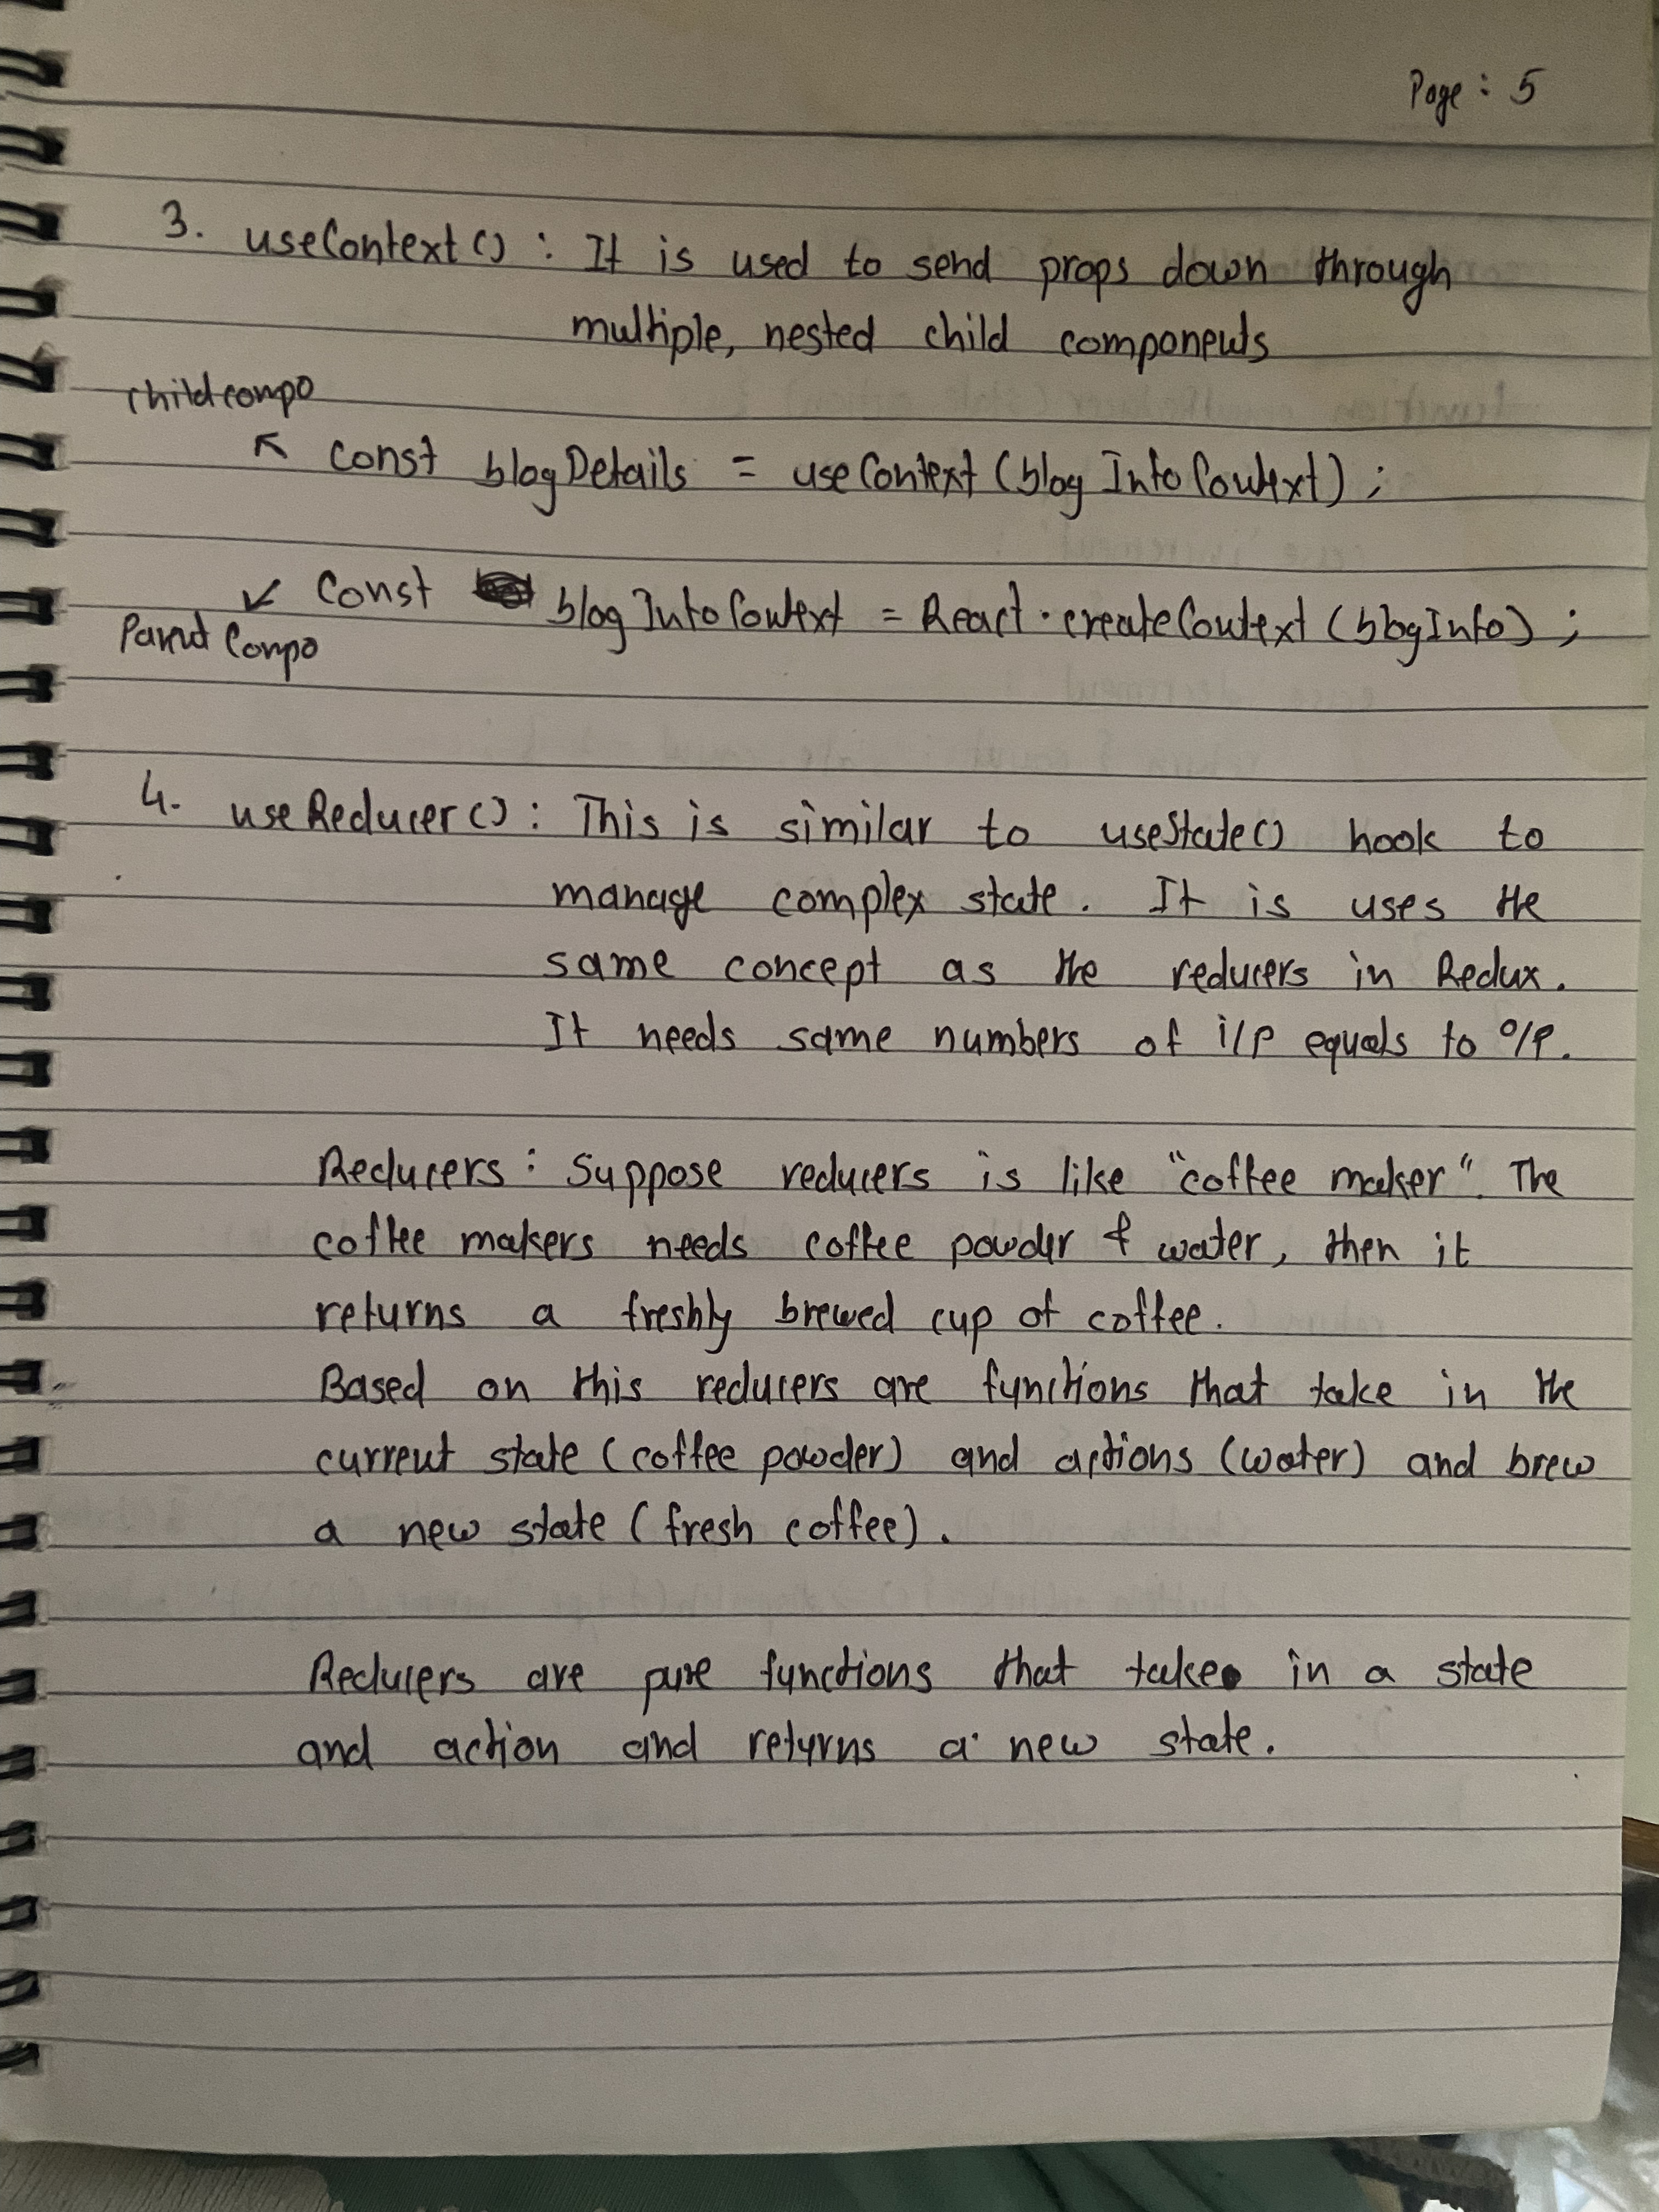 Page : 5
3. useContext() : It is used to send props down through
multiple, nested child components
child compo
const blogDetails = useContext (blogInfoContext) ;
const blogInfoContext = React.createContext (blogInfo) ;
Parent Compo
4. useReducer() : This is similar to useState() hook to
manage complex state. It is uses the
same concept as the reducers in Redux.
It needs same numbers of i/p equals to o/p.
Reducers : Suppose reducers is like "coffee maker". The
coffee makers needs coffee powder & water, then it
returns a freshly brewed cup of coffee.
Based on this reducers are functions that take in the
current state (coffee powder) and actions (water) and brew
a new state (fresh coffee).
Reducers are pure functions that take in a state
and action and returns a new state.